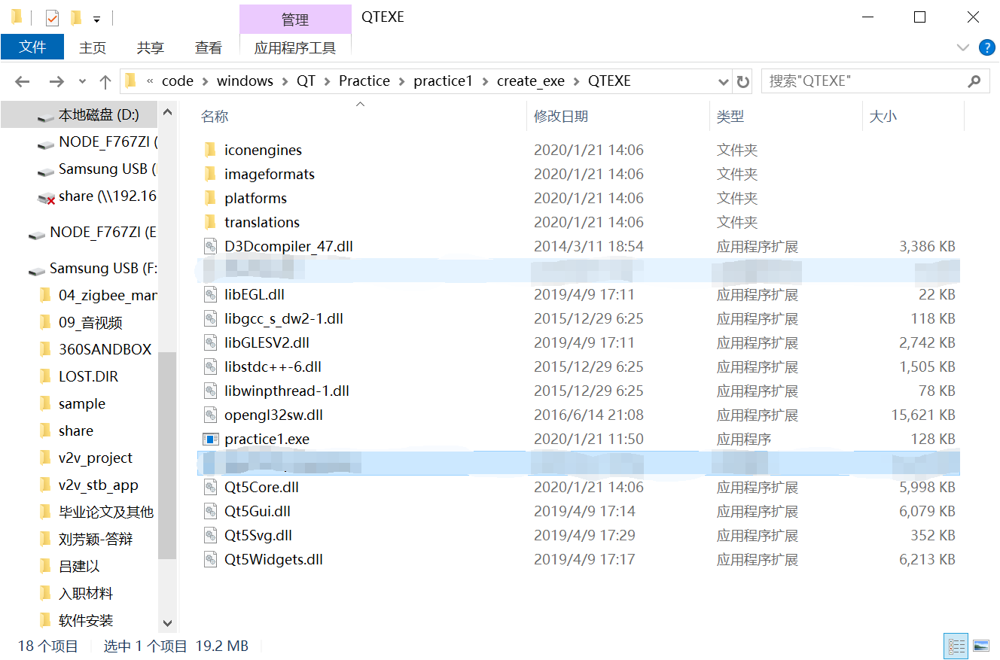 管理 QTEXE
文件 主页 共享 查看 应用程序工具
« code > windows > QT > Practice > practice1 > create_exe > QTEXE 搜索"QTEXE"
本地磁盘 (D:)
NODE_F767ZI (
Samsung USB (
share (\\192.16
NODE_F767ZI (E
Samsung USB (F:
04_zigbee_man
09_音视频
360SANDBOX
LOST.DIR
sample
share
v2v_project
v2v_stb_app
毕业论文及其他
刘芳颖-答辩
吕建以
入职材料
软件安装
名称 修改日期 类型 大小
iconengines 2020/1/21 14:06 文件夹
imageformats 2020/1/21 14:06 文件夹
platforms 2020/1/21 14:06 文件夹
translations 2020/1/21 14:06 文件夹
D3Dcompiler_47.dll 2014/3/11 18:54 应用程序扩展 3,386 KB
libEGL.dll 2019/4/9 17:11 应用程序扩展 22 KB
libgcc_s_dw2-1.dll 2015/12/29 6:25 应用程序扩展 118 KB
libGLESV2.dll 2019/4/9 17:11 应用程序扩展 2,742 KB
libstdc++-6.dll 2015/12/29 6:25 应用程序扩展 1,505 KB
libwinpthread-1.dll 2015/12/29 6:25 应用程序扩展 78 KB
opengl32sw.dll 2016/6/14 21:08 应用程序扩展 15,621 KB
practice1.exe 2020/1/21 11:50 应用程序 128 KB
Qt5Core.dll 2020/1/21 14:06 应用程序扩展 5,998 KB
Qt5Gui.dll 2019/4/9 17:14 应用程序扩展 6,079 KB
Qt5Svg.dll 2019/4/9 17:29 应用程序扩展 352 KB
Qt5Widgets.dll 2019/4/9 17:17 应用程序扩展 6,213 KB
18 个项目 选中 1 个项目 19.2 MB